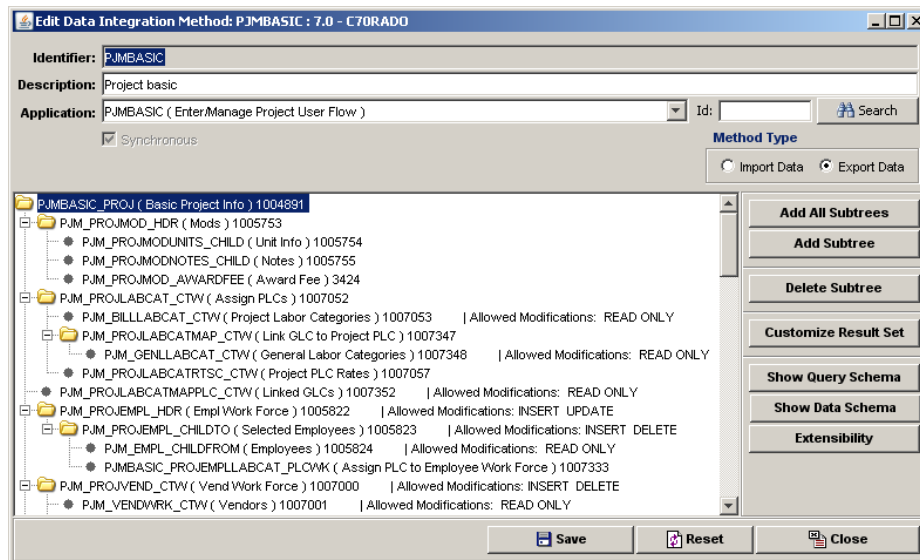 Edit Data Integration Method: PJMBASIC : 7.0 - C70RADO
Identifier: PJMBASIC
Description: Project basic
Application: PJMBASIC ( Enter/Manage Project User Flow ) Id: Search
Synchronous
Method Type
Import Data Export Data
PJMBASIC_PROJ ( Basic Project Info ) 1004891
PJM_PROJMOD_HDR ( Mods ) 1005753
PJM_PROJMODUNITS_CHILD ( Unit Info ) 1005754
PJM_PROJMODNOTES_CHILD ( Notes ) 1005755
PJM_PROJMOD_AWARDFEE ( Award Fee ) 3424
PJM_PROJLABCAT_CTW ( Assign PLCs ) 1007052
PJM_BILLLABCAT_CTW ( Project Labor Categories ) 1007053 | Allowed Modifications: READ ONLY
PJM_PROJLABCATMAP_CTW ( Link GLC to Project PLC ) 1007347
PJM_GENLLABCAT_CTW ( General Labor Categories ) 1007348 | Allowed Modifications: READ ONLY
PJM_PROJLABCATRTSC_CTW ( Project PLC Rates ) 1007057
PJM_PROJLABCATMAPPLC_CTW ( Linked GLCs ) 1007352 | Allowed Modifications: READ ONLY
PJM_PROJEMPL_HDR ( Empl Work Force ) 1005822 | Allowed Modifications: INSERT UPDATE
PJM_PROJEMPL_CHILDTO ( Selected Employees ) 1005823 | Allowed Modifications: INSERT DELETE
PJM_EMPL_CHILDFROM ( Employees ) 1005824 | Allowed Modifications: READ ONLY
PJMBASIC_PROJEMPLLABCAT_PLCWK ( Assign PLC to Employee Work Force ) 1007333
PJM_PROJVEND_CTW ( Vend Work Force ) 1007000 | Allowed Modifications: INSERT DELETE
PJM_VENDWRK_CTW ( Vendors ) 1007001 | Allowed Modifications: READ ONLY
Add All Subtrees
Add Subtree
Delete Subtree
Customize Result Set
Show Query Schema
Show Data Schema
Extensibility
Save Reset Close